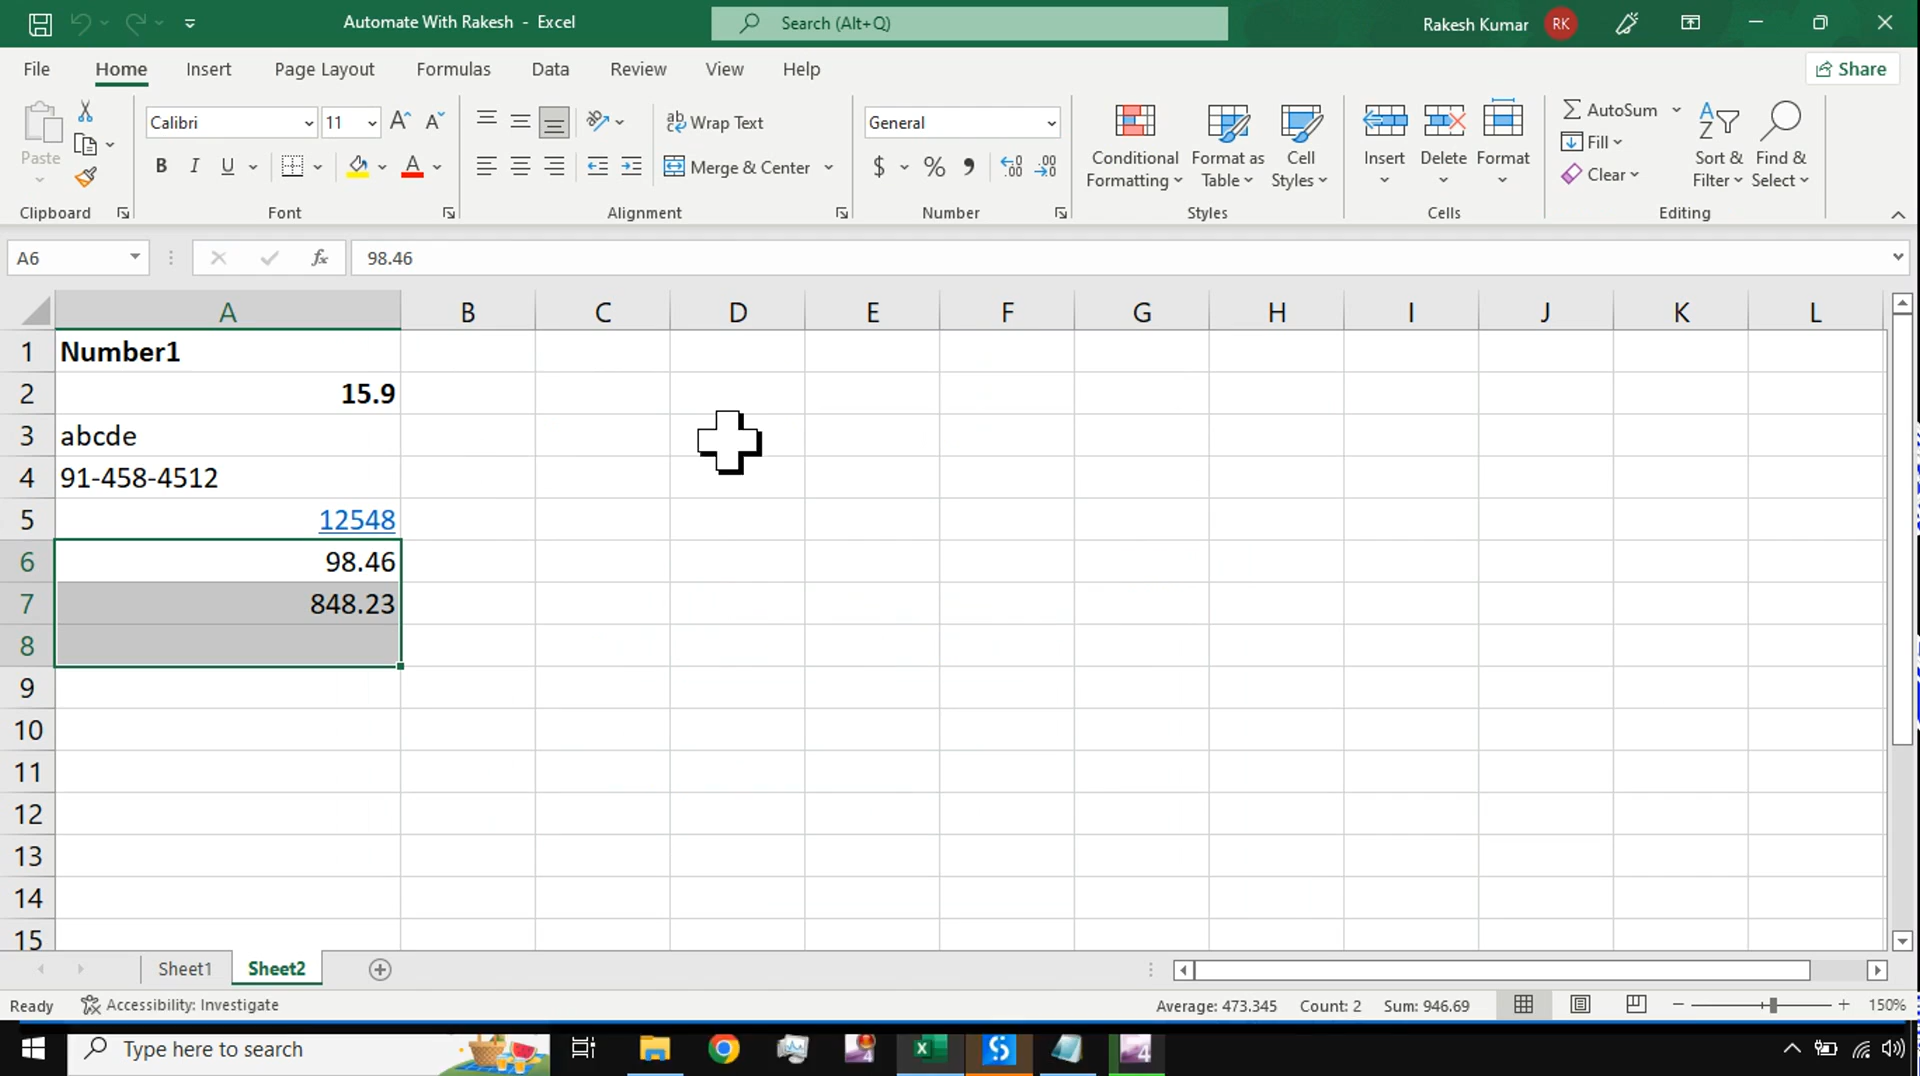 Automate With Rakesh - Excel
Search (Alt+Q)
Rakesh Kumar RK
File Home Insert Page Layout Formulas Data Review View Help
Share
Paste
Calibri 11
B I U
A
Wrap Text
Merge & Center
General
$ %
Conditional Formatting
Format as Table
Cell Styles
Insert Delete Format
AutoSum
Fill
Clear
Sort & Filter
Find & Select
Clipboard Font Alignment Number Styles Cells Editing
A6 fx 98.46
A B C D E F G H I J K L
1 Number1
2 15.9
3 abcde
4 91-458-4512
5 12548
6 98.46
7 848.23
8
9
10
11
12
13
14
15
Sheet1 Sheet2
Ready Accessibility: Investigate Average: 473.345 Count: 2 Sum: 946.69 150%
Type here to search